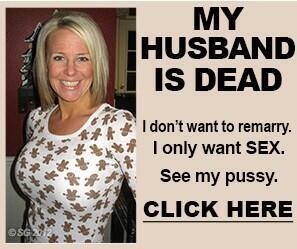 MY
HUSBAND
IS DEAD
I don't want to remarry.
I only want SEX.
See my pussy.
CLICK HERE
© SG 2012